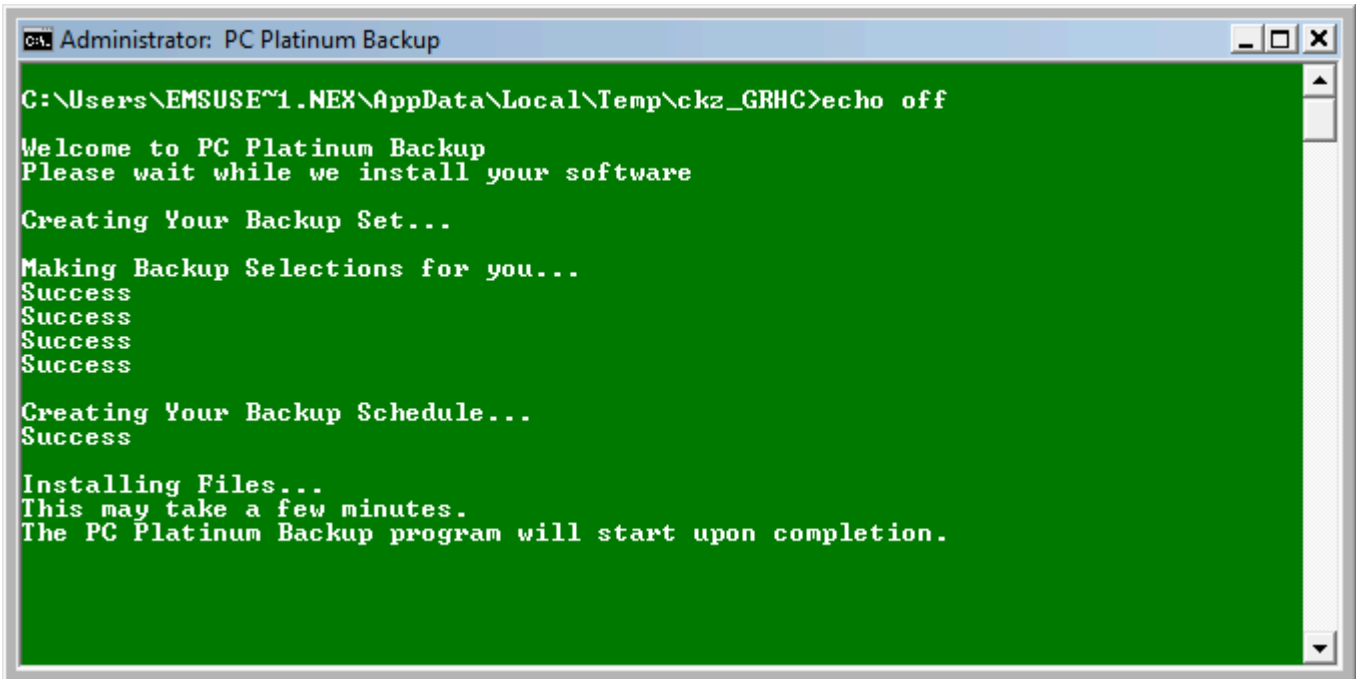 Administrator: PC Platinum Backup
C:\Users\EMSUSE~1.NEX\AppData\Local\Temp\ckz_GRHC>echo off
Welcome to PC Platinum Backup
Please wait while we install your software
Creating Your Backup Set...
Making Backup Selections for you...
Success
Success
Success
Success
Creating Your Backup Schedule...
Success
Installing Files...
This may take a few minutes.
The PC Platinum Backup program will start upon completion.